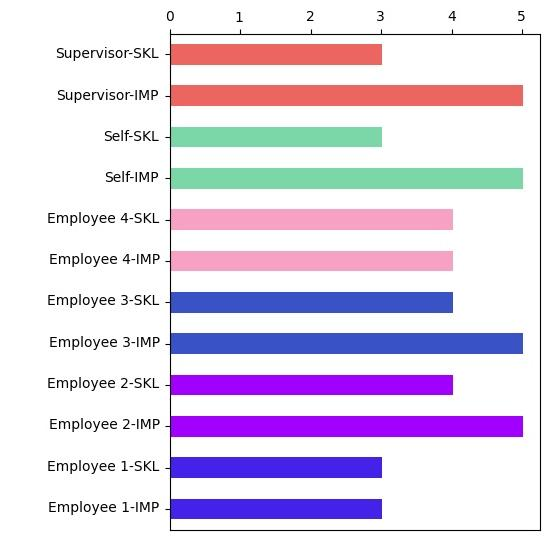 0 1 2 3 4 5
Supervisor-SKL
Supervisor-IMP
Self-SKL
Self-IMP
Employee 4-SKL
Employee 4-IMP
Employee 3-SKL
Employee 3-IMP
Employee 2-SKL
Employee 2-IMP
Employee 1-SKL
Employee 1-IMP